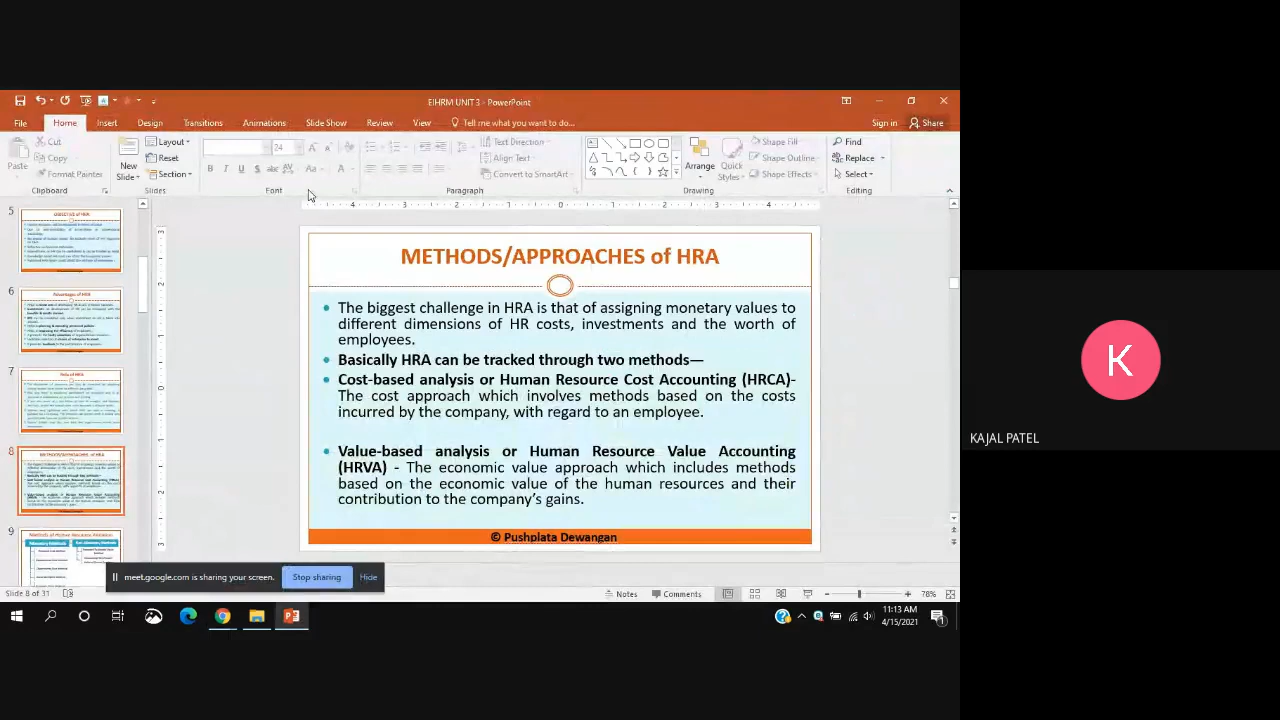 EIHRM UNIT 3 - PowerPoint
File Home Insert Design Transitions Animations Slide Show Review View Tell me what you want to do... Sign in Share
Cut
Copy
Format Painter
Paste
Clipboard
New
Slide
Layout
Reset
Section
Slides
24
Font
Text Direction
Align Text
Convert to SmartArt
Paragraph
Arrange
Quick
Styles
Shape Fill
Shape Outline
Shape Effects
Drawing
Find
Replace
Select
Editing
5
6
7
8
9
METHODS/APPROACHES of HRA
The biggest challenge in is that of assigning monetary values to
different dimensions of HR costs, investments and the worth of
employees.
Basically HRA can be tracked through two methods—
Cost-based analysis or Human Resource Cost Accounting (HRCA)-
The cost approach which involves methods based on the costs
incurred by the company, with regard to an employee.
Value-based analysis or Human Resource Value Accounting
(HRVA) - The economic value approach which includes methods
based on the economic value of the human resources and their
contribution to the company's gains.
© Pushplata Dewangan
meet.google.com is sharing your screen. Stop sharing Hide
Slide 8 of 31
Notes Comments 78%
11:13 AM
4/15/2021
K
KAJAL PATEL